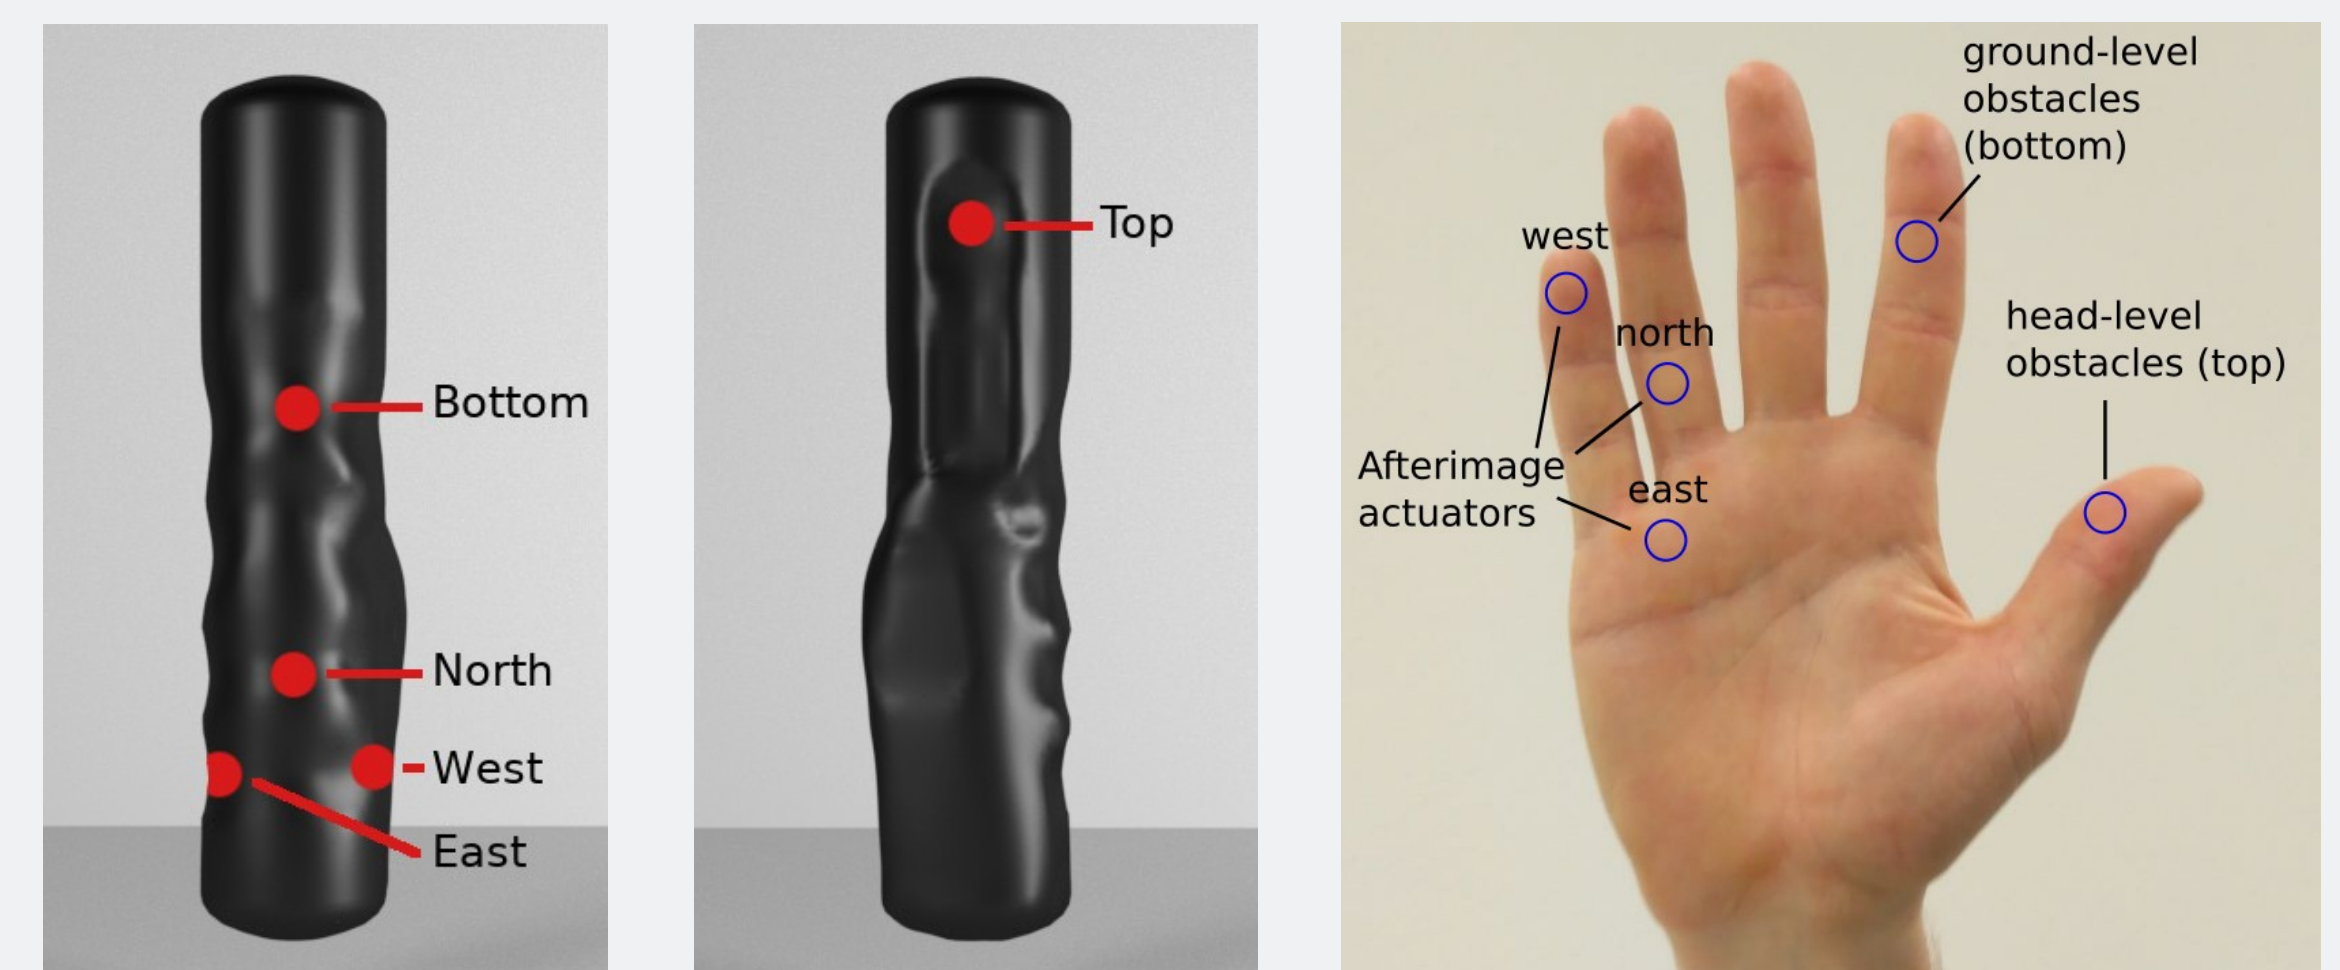 Bottom
North
West
East
Top
ground-level
obstacles
(bottom)
west
north
head-level
obstacles (top)
Afterimage
actuators
east